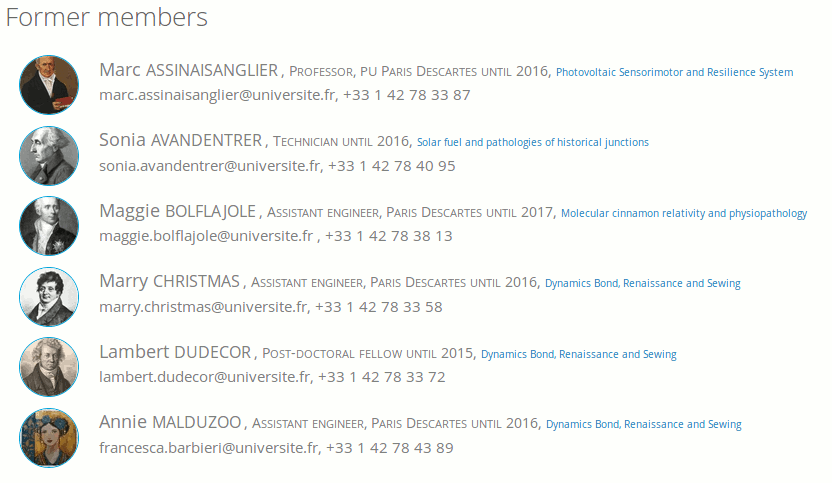 Former members
Marc ASSINAISANGLIER , Professor, PU Paris Descartes until 2016, Photovoltaic Sensorimotor and Resilience System
marc.assinaisanglier@universite.fr, +33 1 42 78 33 87
Sonia AVANDENTRER , Technician until 2016, Solar fuel and pathologies of historical junctions
sonia.avandentrer@universite.fr, +33 1 42 78 40 95
Maggie BOLFLAJOLE , Assistant engineer, Paris Descartes until 2017, Molecular cinnamon relativity and physiopathology
maggie.bolflajole@universite.fr , +33 1 42 78 38 13
Marry CHRISTMAS , Assistant engineer, Paris Descartes until 2016, Dynamics Bond, Renaissance and Sewing
marry.christmas@universite.fr, +33 1 42 78 33 58
Lambert DUDECOR , Post-doctoral fellow until 2015, Dynamics Bond, Renaissance and Sewing
lambert.dudecor@universite.fr, +33 1 42 78 33 72
Annie MALDUZOO , Assistant engineer, Paris Descartes until 2016, Dynamics Bond, Renaissance and Sewing
francesca.barbieri@universite.fr, +33 1 42 78 43 89